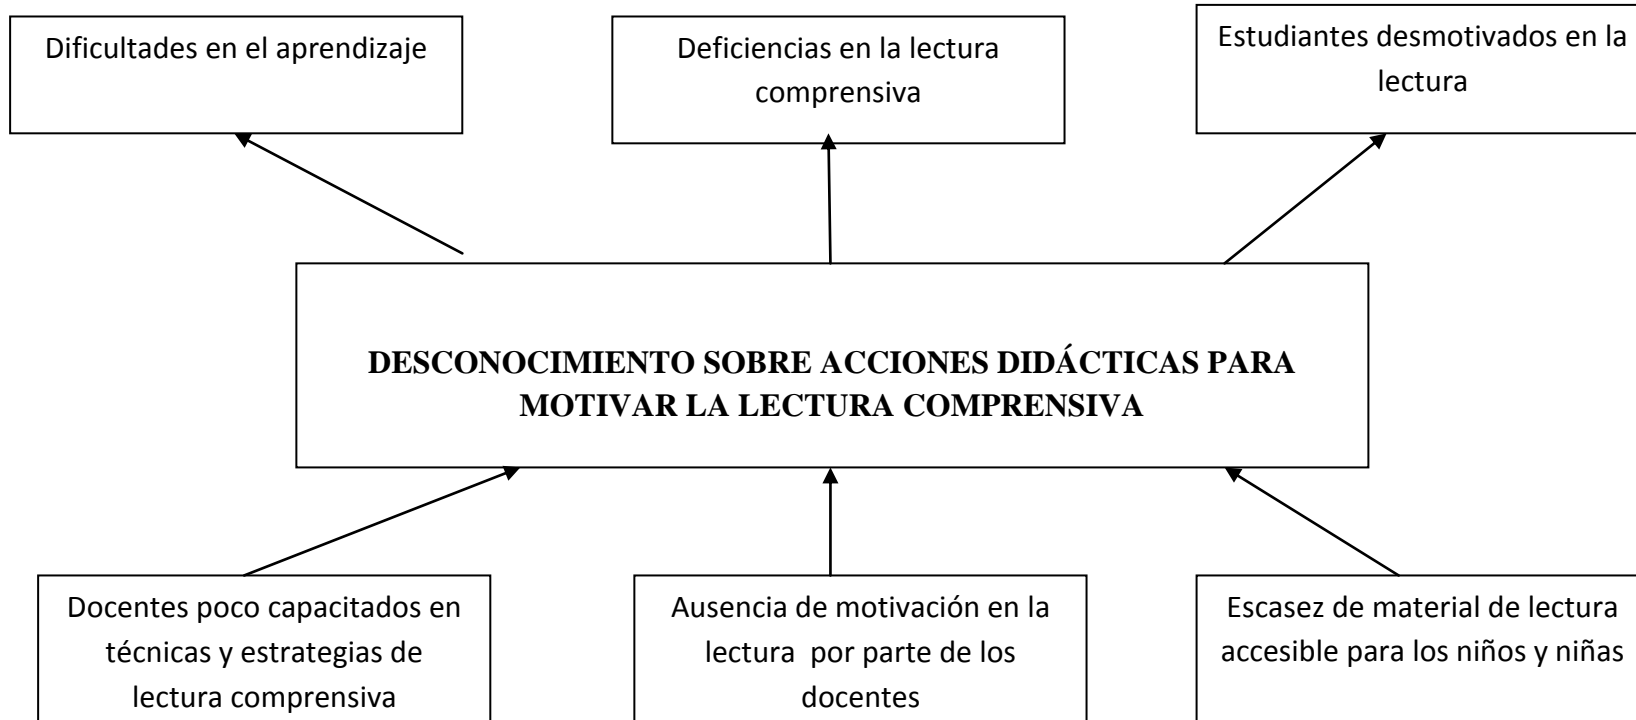 Dificultades en el aprendizaje
Deficiencias en la lectura
comprensiva
Estudiantes desmotivados en la
lectura
DESCONOCIMIENTO SOBRE ACCIONES DIDÁCTICAS PARA
MOTIVAR LA LECTURA COMPRENSIVA
Docentes poco capacitados en
técnicas y estrategias de
lectura comprensiva
Ausencia de motivación en la
lectura por parte de los
docentes
Escasez de material de lectura
accesible para los niños y niñas